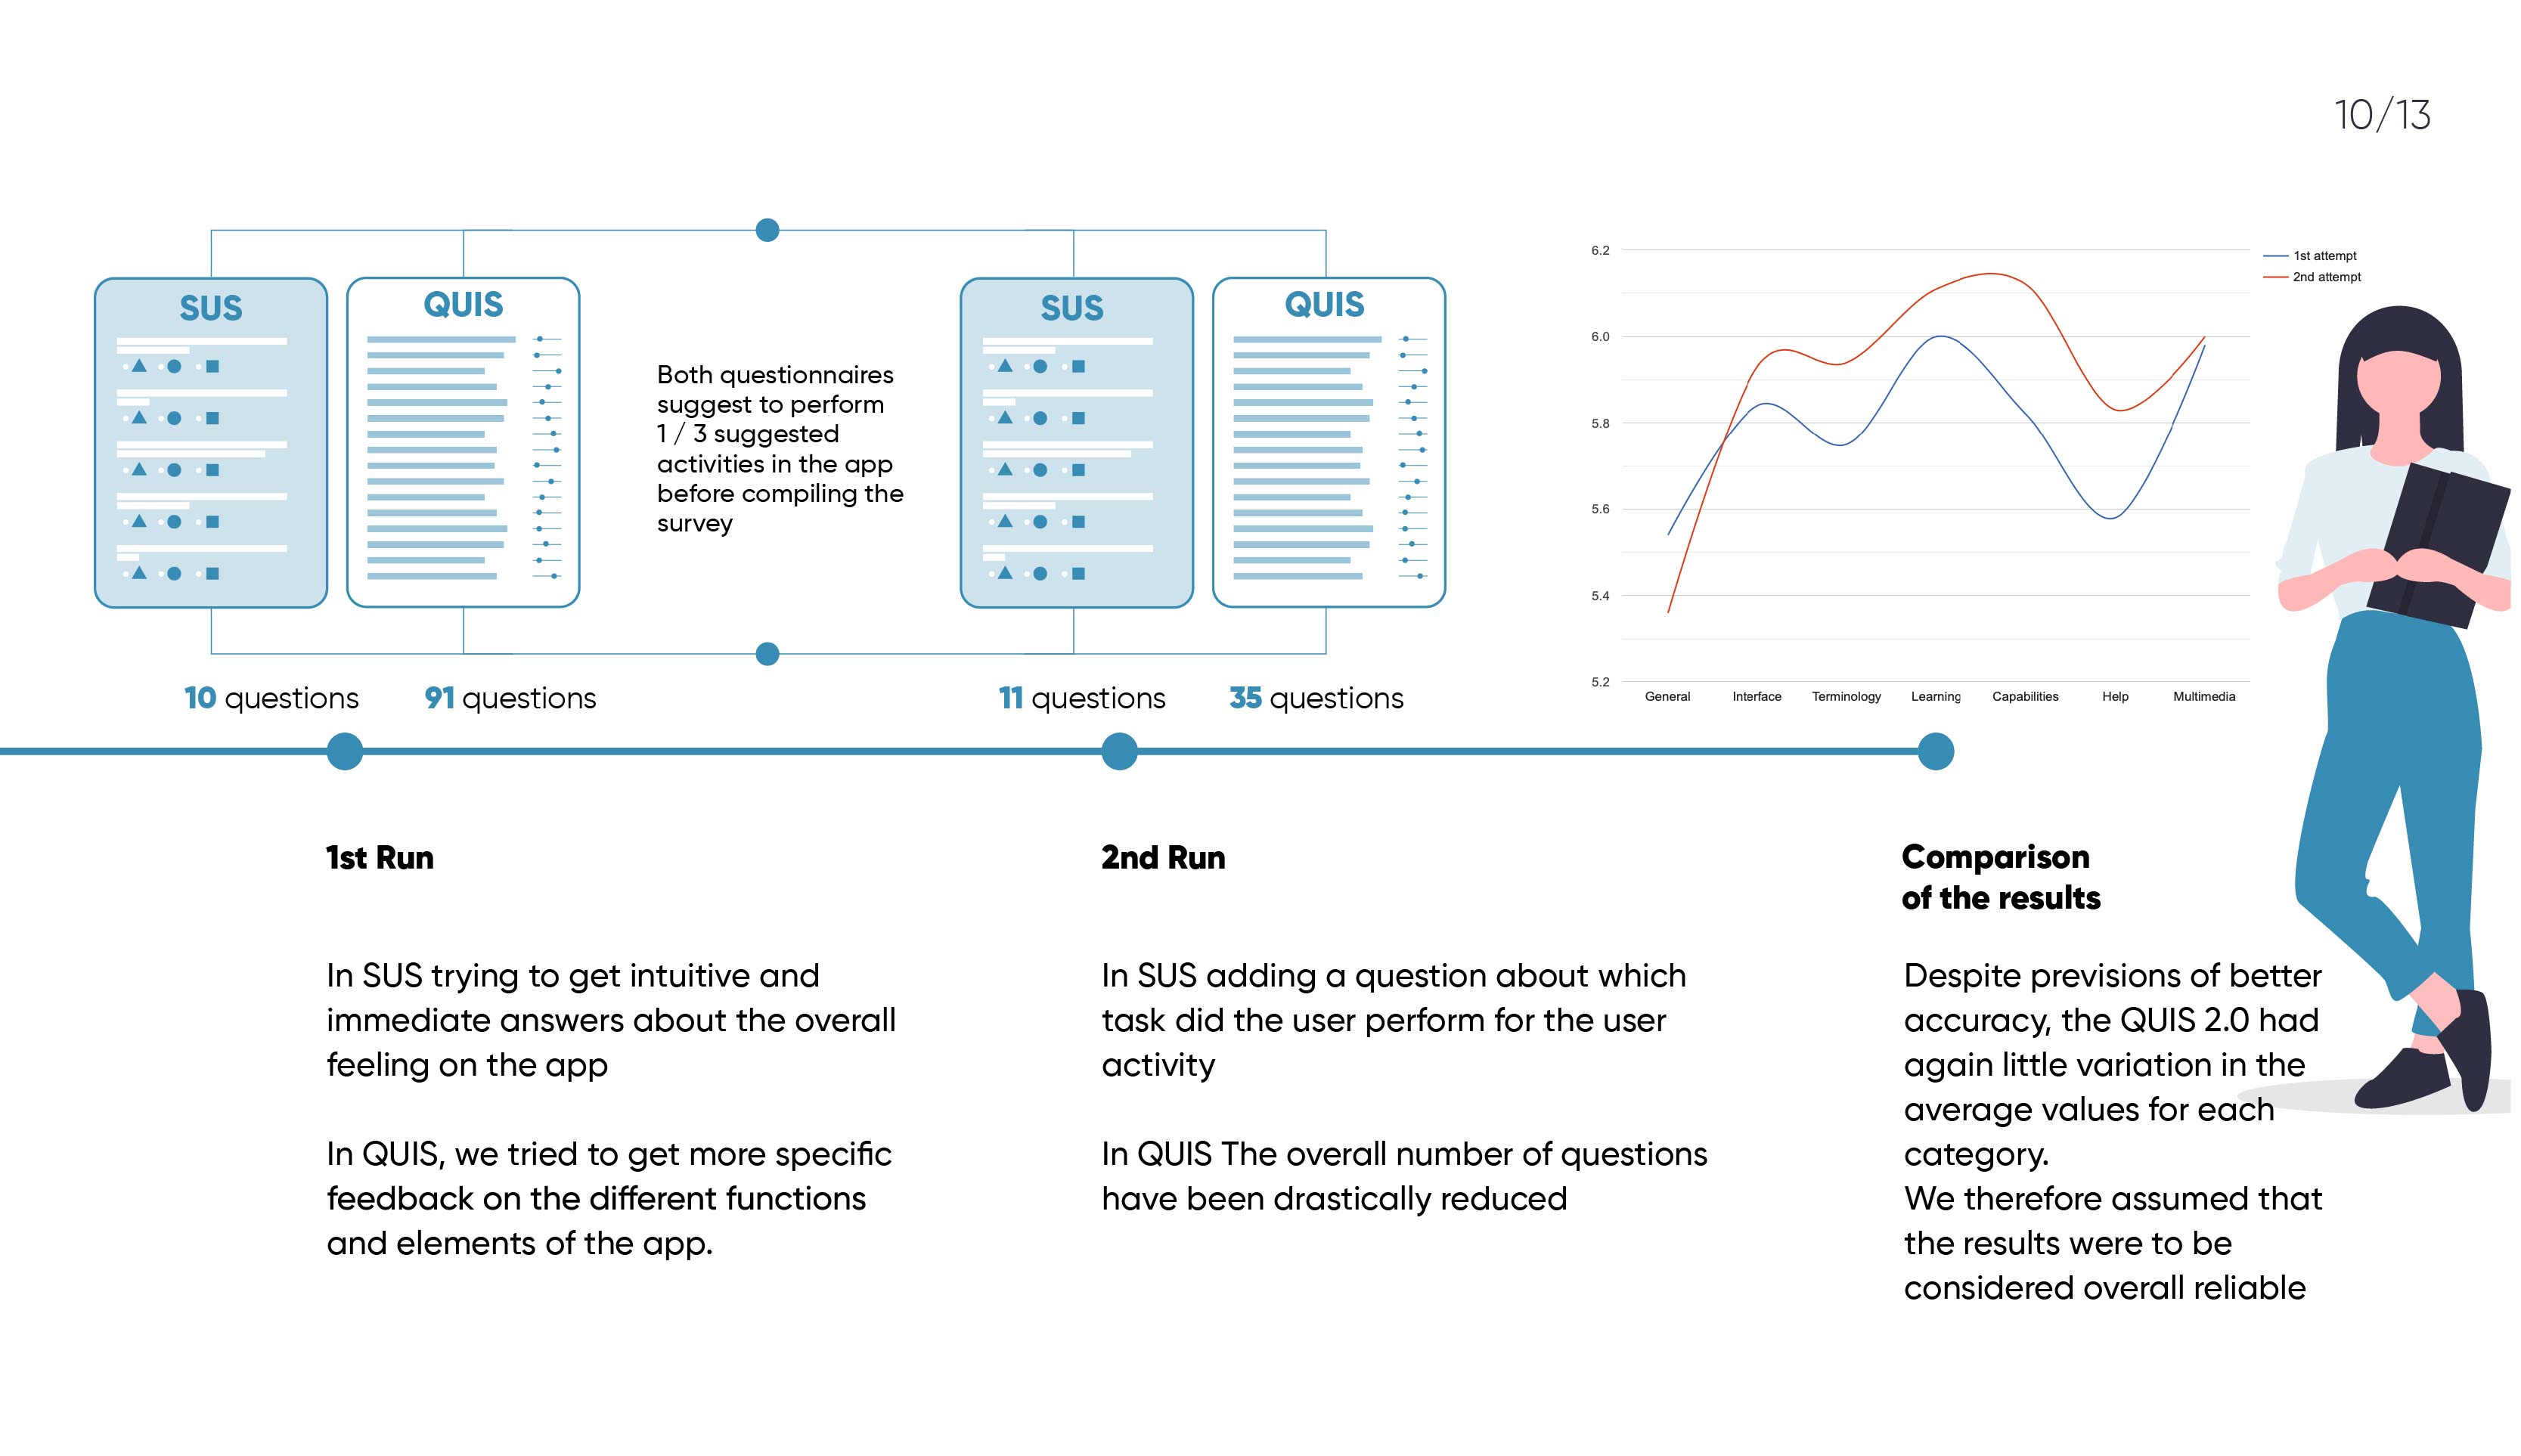 10/13
SUS
QUIS
Both questionnaires
suggest to perform
1 / 3 suggested
activities in the app
before compiling the
survey
SUS
QUIS
10 questions
91 questions
11 questions
35 questions
6.2
6.0
5.8
5.6
5.4
5.2
General
Interface
Terminology
Learning
Capabilities
Help
Multimedia
1st attempt
2nd attempt
1st Run
In SUS trying to get intuitive and
immediate answers about the overall
feeling on the app
In QUIS, we tried to get more specific
feedback on the different functions
and elements of the app.
2nd Run
In SUS adding a question about which
task did the user perform for the user
activity
In QUIS The overall number of questions
have been drastically reduced
Comparison
of the results
Despite previsions of better
accuracy, the QUIS 2.0 had
again little variation in the
average values for each
category.
We therefore assumed that
the results were to be
considered overall reliable